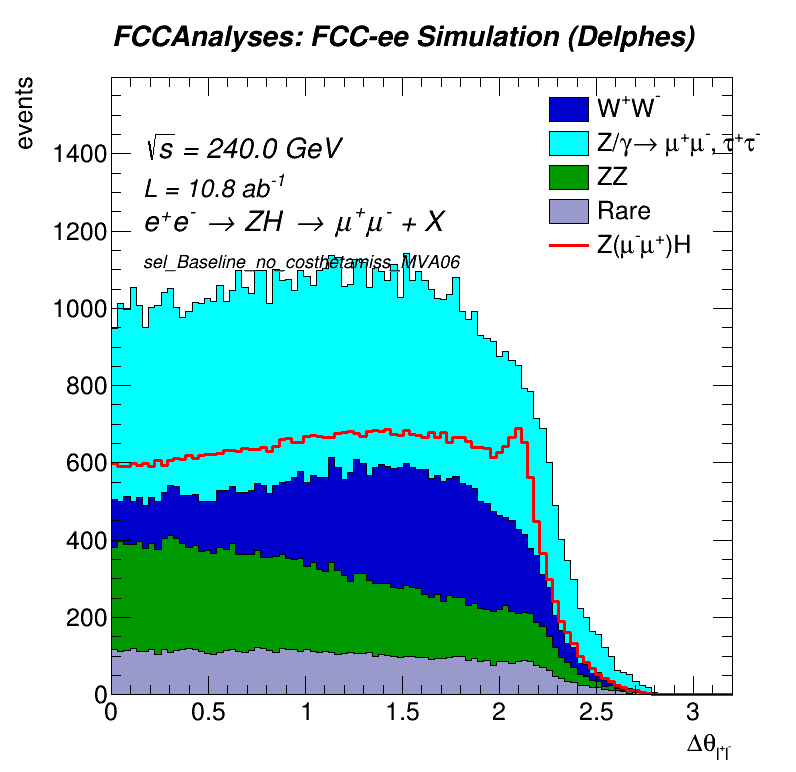 FCCAnalyses: FCC-ee Simulation (Delphes)
events
√s = 240.0 GeV
L = 10.8 ab⁻¹
e⁺e⁻ → ZH → μ⁺μ⁻ + X
sel_Baseline_no_costhetamiss_MVA06
W⁺W⁻
Z/γ→ μ⁺μ⁻, τ⁺τ⁻
ZZ
Rare
Z(μ⁻μ⁺)H
1400
1200
1000
800
600
400
200
0
0 0.5 1 1.5 2 2.5 3
Δθ_l⁺l⁻